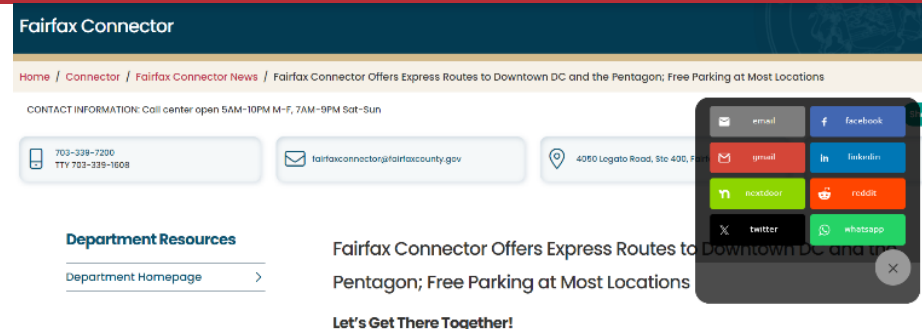 Fairfax Connector
Home / Connector / Fairfax Connector News / Fairfax Connector Offers Express Routes to Downtown DC and the Pentagon; Free Parking at Most Locations
CONTACT INFORMATION: Call center open 5AM-10PM M-F, 7AM-9PM Sat-Sun
703-339-7200
TTY 703-339-1608
fairfaxconnector@fairfaxcounty.gov
4050 Legato Road, Ste 400,
email
facebook
gmail
linkedin
nextdoor
reddit
twitter
whatsapp
Department Resources
Department Homepage
Fairfax Connector Offers Express Routes to Downtown DC and the
Pentagon; Free Parking at Most Locations
Let's Get There Together!